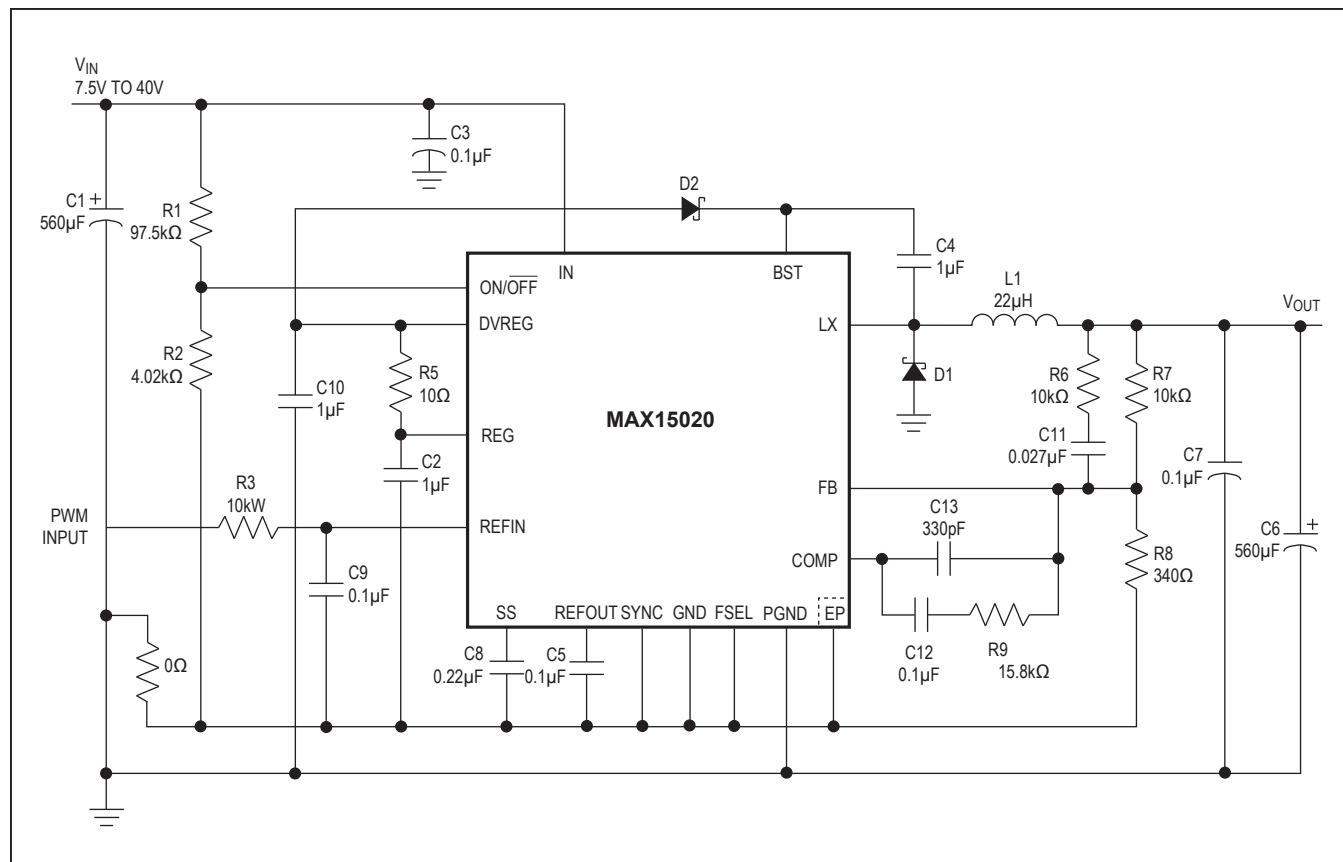 VIN
7.5V TO 40V
C3
0.1µF
C1
+
560µF
R1
97.5kΩ
D2
C4
1µF
IN
BST
ON/OFF
DVREG
LX
L1
22µH
VOUT
R2
4.02kΩ
C10
1µF
R5
10Ω
D1
R6
10kΩ
R7
10kΩ
MAX15020
REG
C2
1µF
C11
0.027µF
C7
0.1µF
FB
R3
10kW
PWM
INPUT
REFIN
C13
330pF
C6
+
560µF
COMP
R8
340Ω
C9
0.1µF
SS
REFOUT
SYNC
GND
FSEL
PGND
EP
0Ω
C8
0.22µF
C5
0.1µF
C12
0.1µF
R9
15.8kΩ